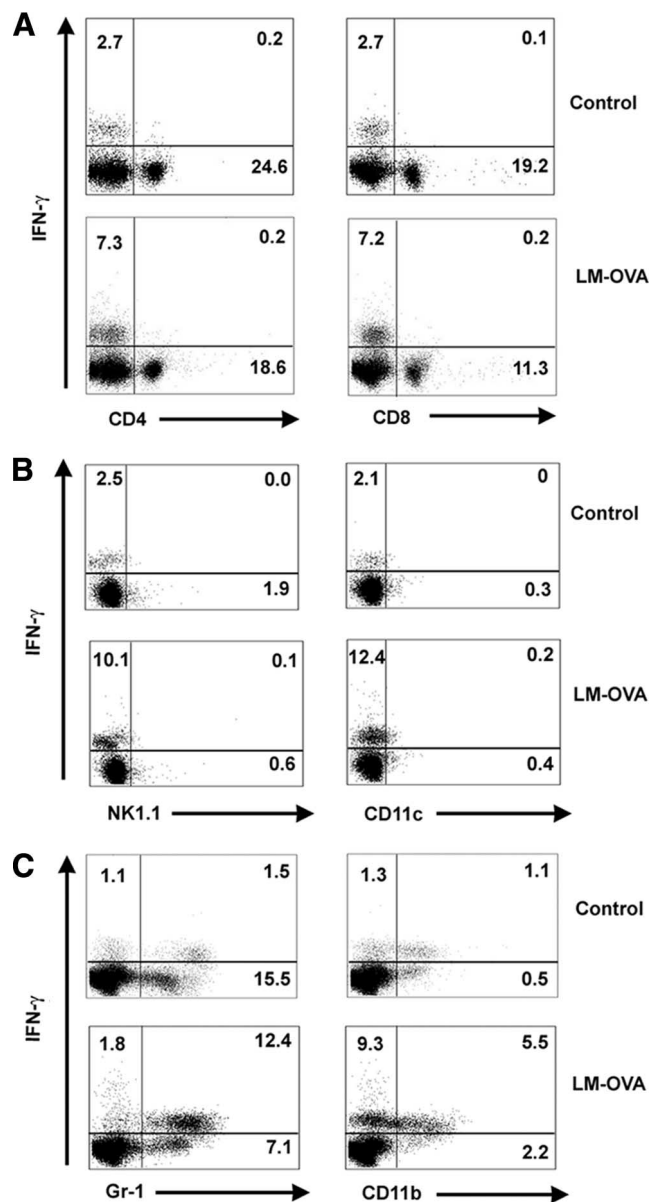 A
2.7 0.2 2.7 0.1
Control
24.6 19.2
IFN-γ
7.3 0.2 7.2 0.2
LM-OVA
18.6 11.3
CD4 CD8
B
2.5 0.0 2.1 0
Control
1.9 0.3
IFN-γ
10.1 0.1 12.4 0.2
LM-OVA
0.6 0.4
NK1.1 CD11c
C
1.1 1.5 1.3 1.1
Control
15.5 0.5
IFN-γ
1.8 12.4 9.3 5.5
LM-OVA
7.1 2.2
Gr-1 CD11b